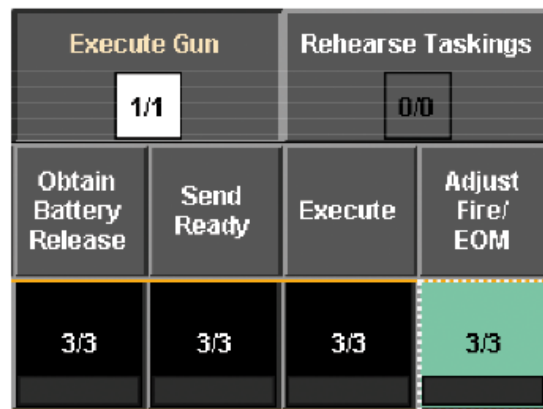 Execute Gun
Rehearse Taskings
1/1
0/0
Obtain
Battery
Release
Send
Ready
Execute
Adjust
Fire/
EOM
3/3
3/3
3/3
3/3